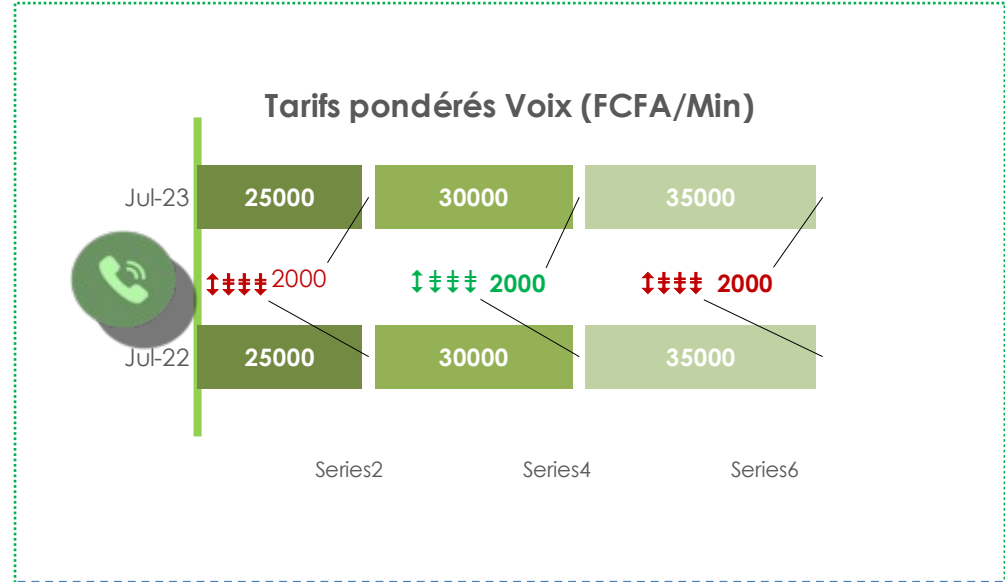 Tarifs pondérés Voix (FCFA/Min)
Jul-23 25000 30000 35000
2000 2000 2000
Jul-22 25000 30000 35000
Series2 Series4 Series6